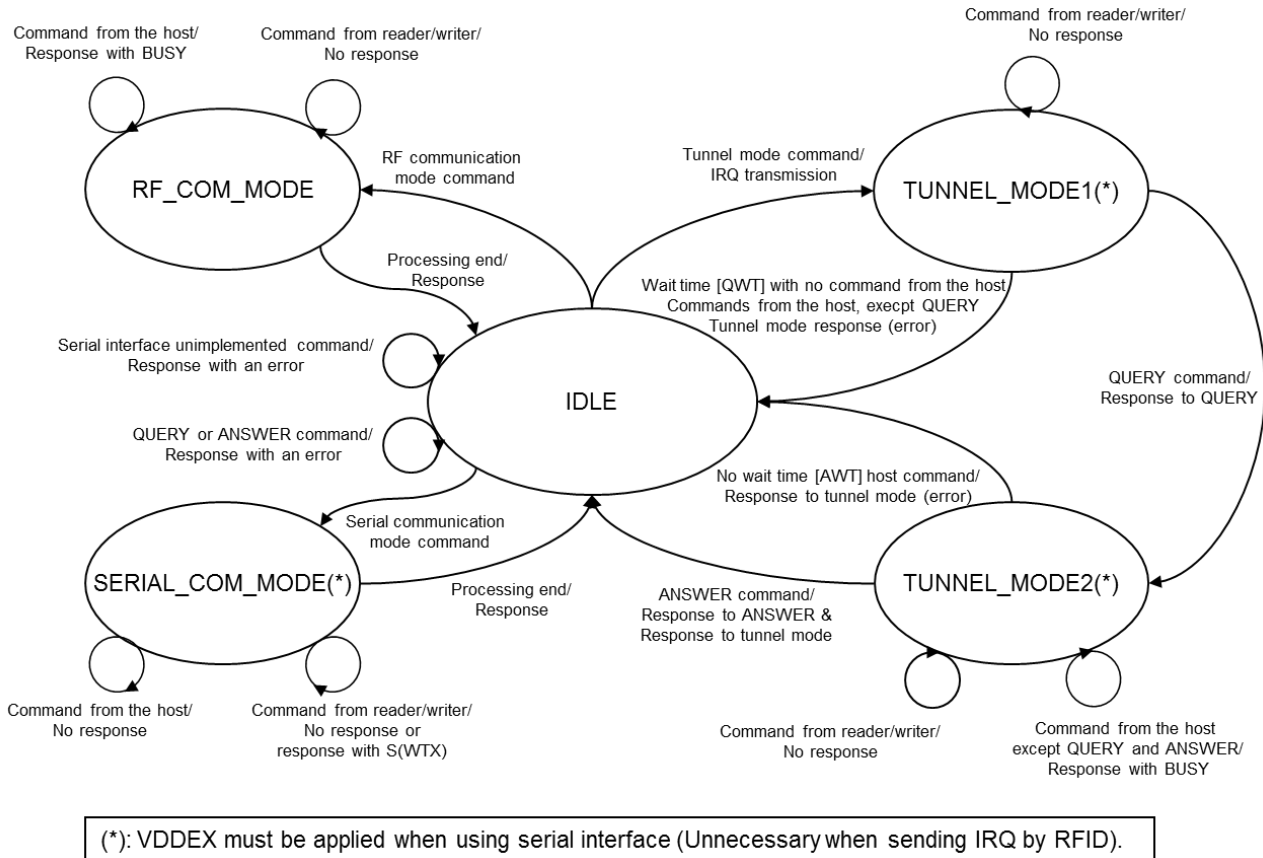 Command from the host/
Response with BUSY
Command from reader/writer/
No response
Command from reader/writer/
No response
RF_COM_MODE
RF communication
mode command
Tunnel mode command/
IRQ transmission
TUNNEL_MODE1(*)
Processing end/
Response
Wait time [QWT] with no command from the host
Commands from the host, execpt QUERY
Tunnel mode response (error)
Serial interface unimplemented command/
Response with an error
IDLE
QUERY command/
Response to QUERY
QUERY or ANSWER command/
Response with an error
No wait time [AWT] host command/
Response to tunnel mode (error)
Serial communication
mode command
SERIAL_COM_MODE(*)
Processing end/
Response
ANSWER command/
Response to ANSWER &
Response to tunnel mode
TUNNEL_MODE2(*)
Command from the host/
No response
Command from reader/writer/
No response or
response with S(WTX)
Command from reader/writer/
No response
Command from the host
except QUERY and ANSWER/
Response with BUSY
(*): VDDEX must be applied when using serial interface (Unnecessary when sending IRQ by RFID).